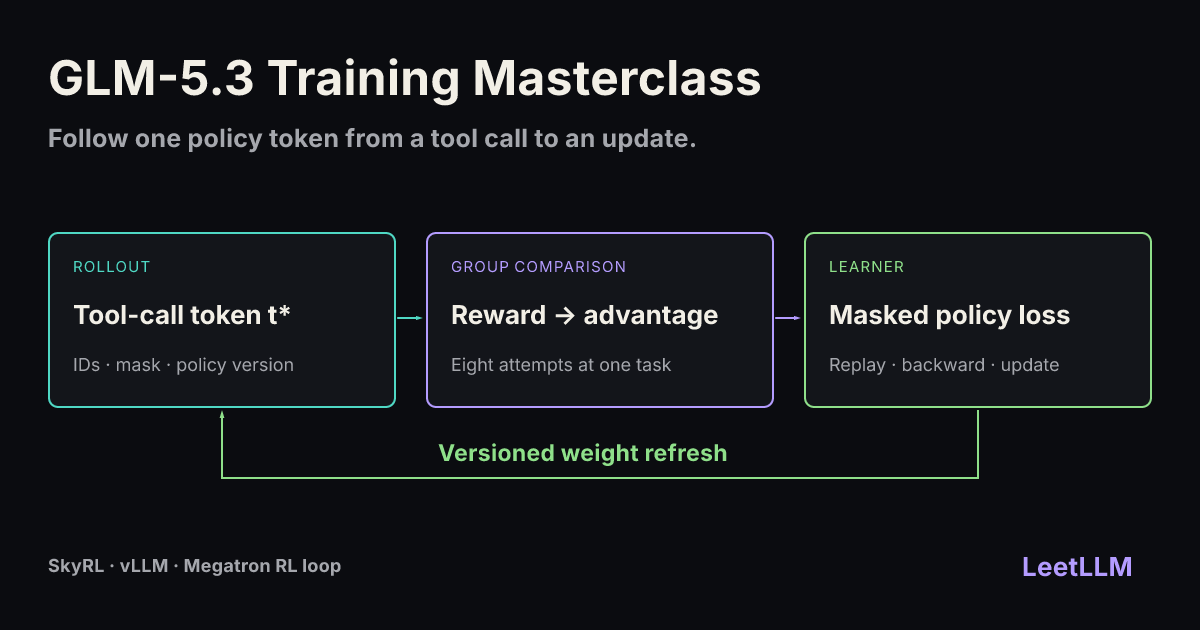 GLM-5.3 Training Masterclass
Follow one policy token from a tool call to an update.
ROLLOUT
Tool-call token t*
IDs · mask · policy version
GROUP COMPARISON
Reward → advantage
Eight attempts at one task
LEARNER
Masked policy loss
Replay · backward · update
Versioned weight refresh
SkyRL · vLLM · Megatron RL loop
LeetLLM